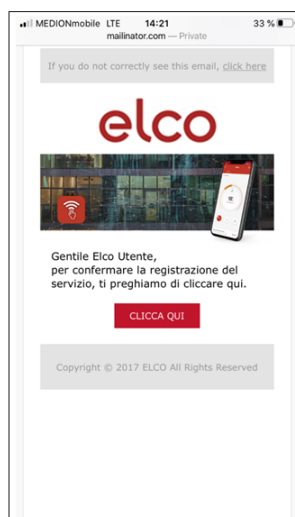 MEDIONmobile LTE 14:21 33 %
mailinator.com — Private
If you do not correctly see this email, click here
elco
Gentile Elco Utente,
per confermare la registrazione del
servizio, ti preghiamo di cliccare qui.
CLICCA QUI
Copyright © 2017 ELCO All Rights Reserved